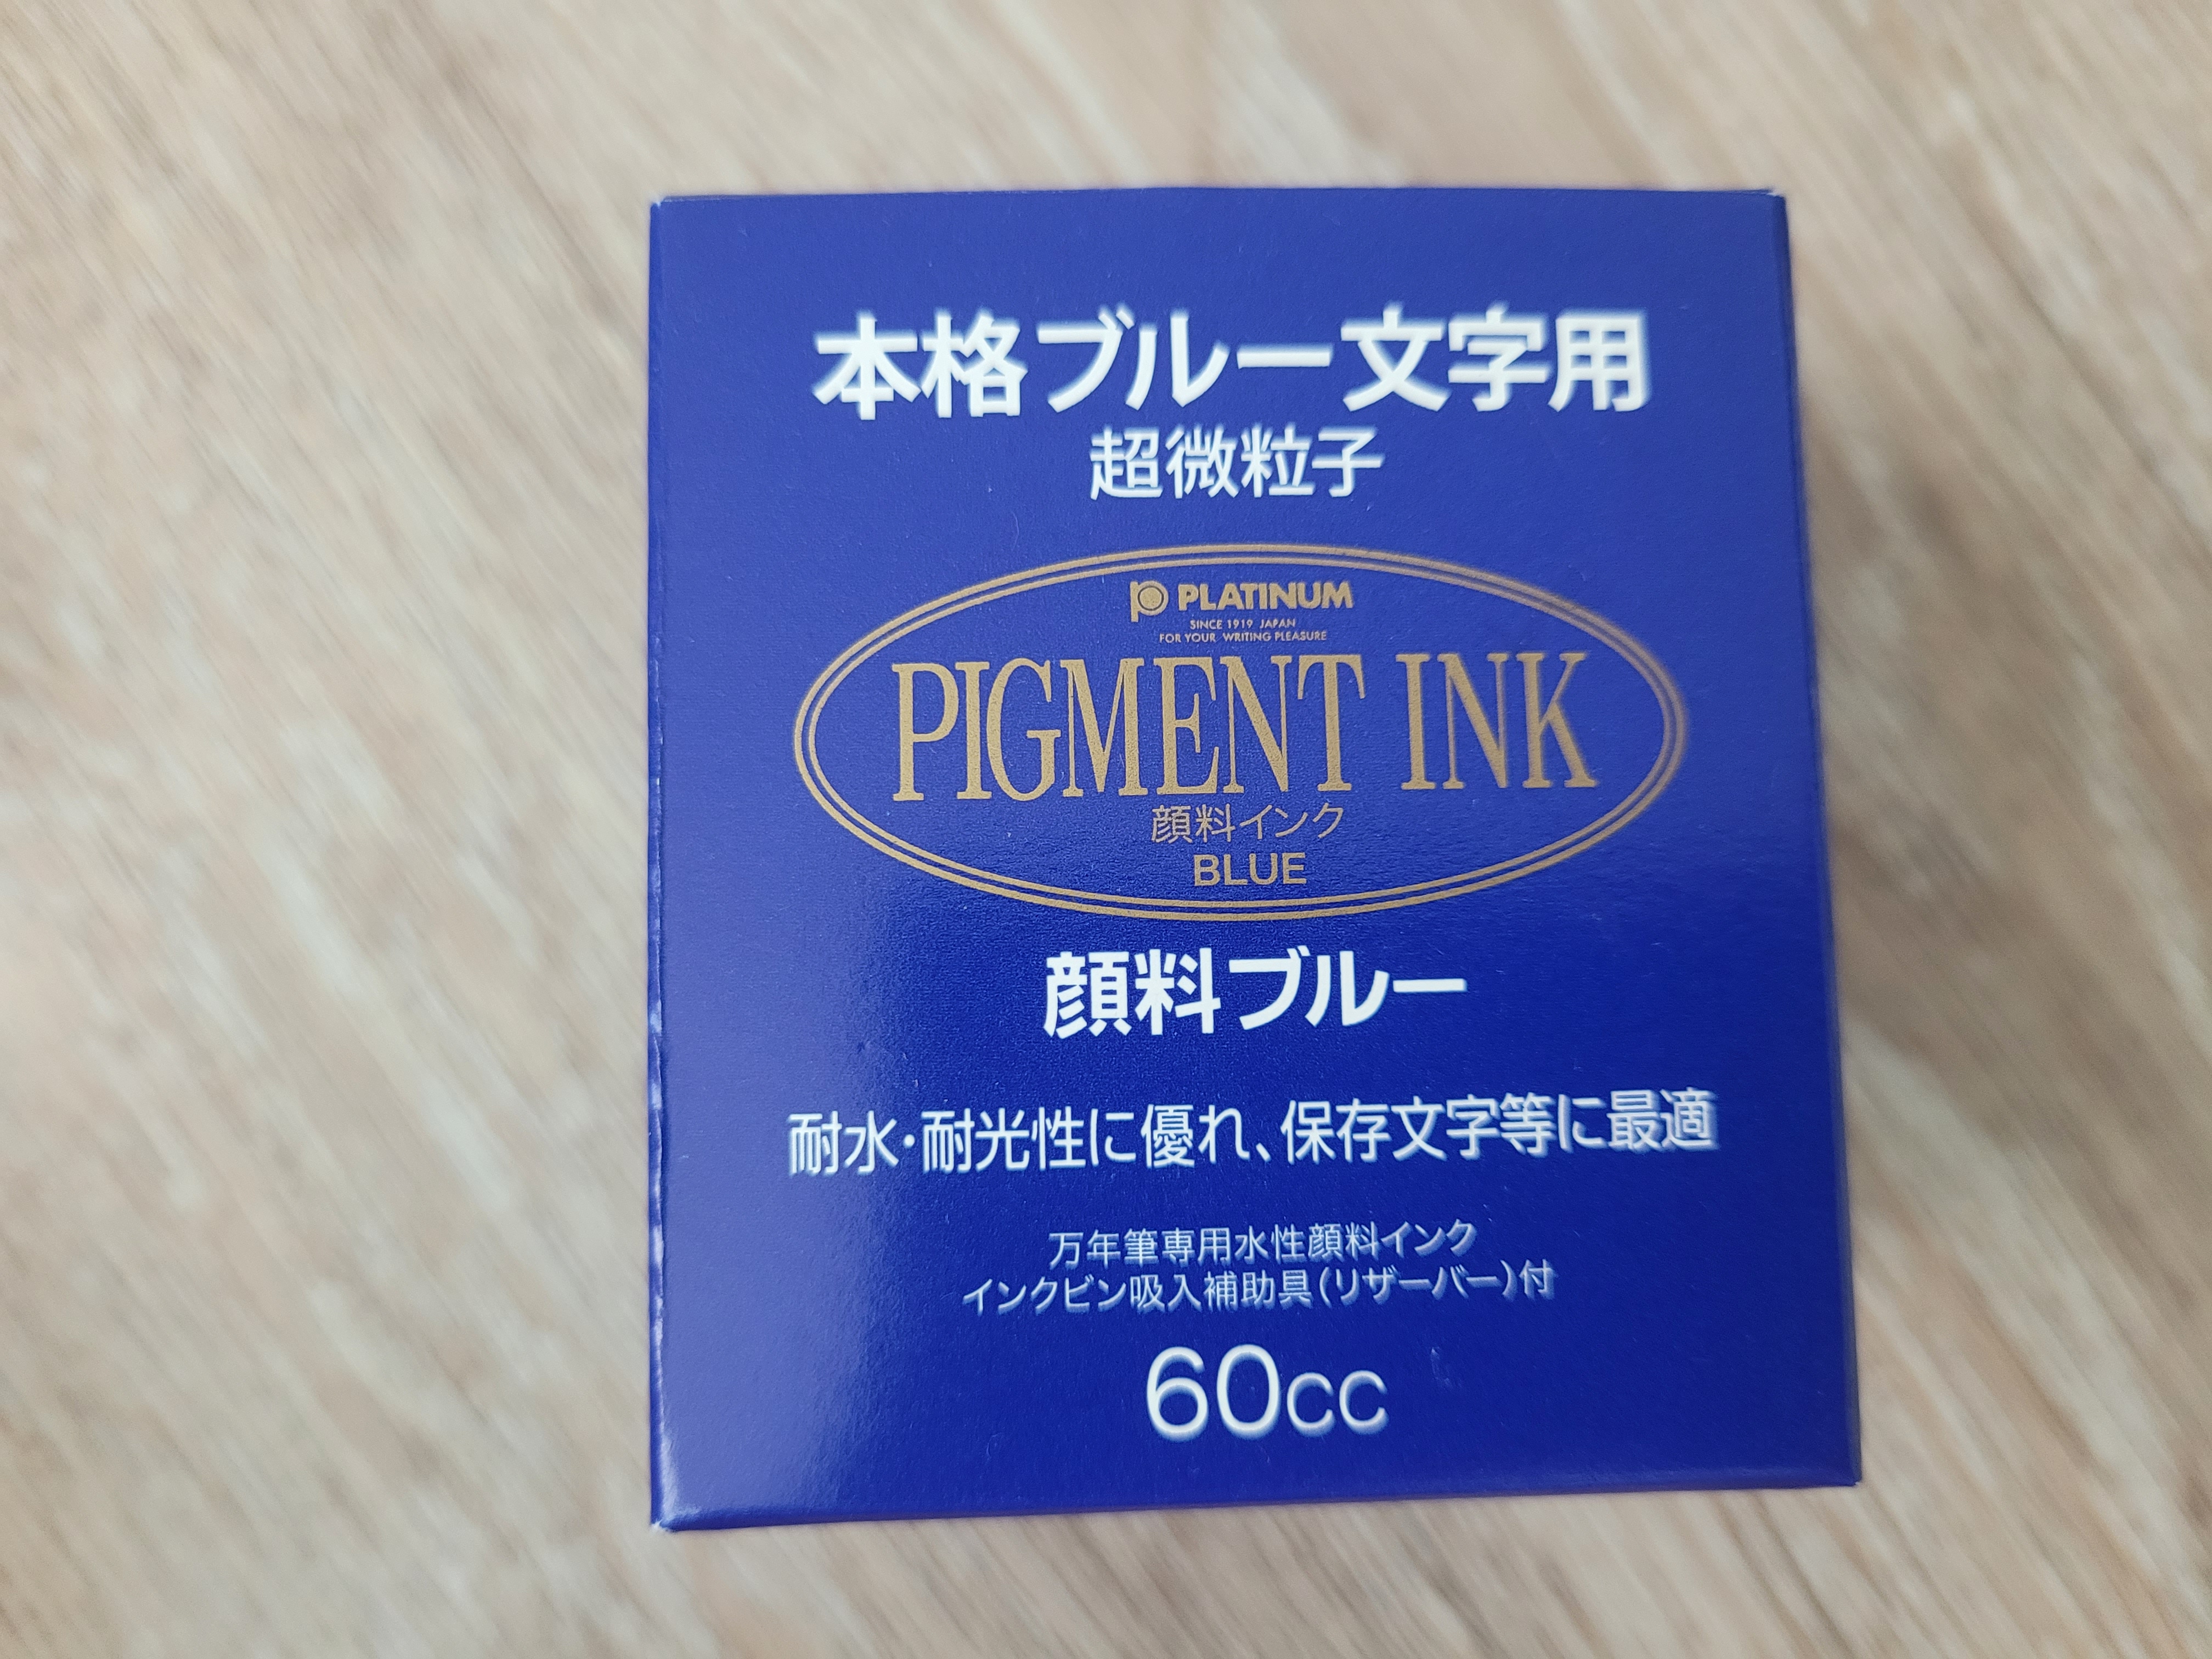 本格ブルー文字用
超微粒子
PLATINUM
SINCE 1919 JAPAN
FOR YOUR WRITING PLEASURE
PIGMENT INK
顔料インク
BLUE
顔料ブルー
耐水・耐光性に優れ、保存文字等に最適
万年筆専用水性顔料インク
インクビン吸入補助具(リザーバー)付
60cc